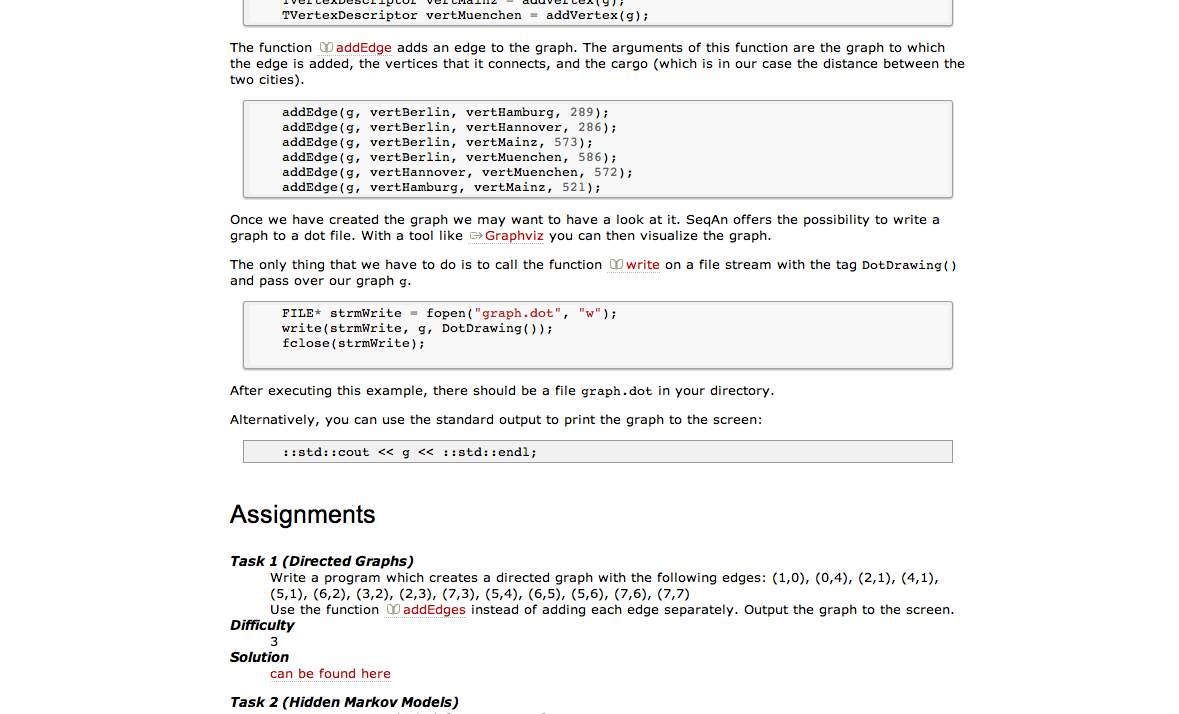 TVertexDescriptor vertMainz = addVertex(g);
TVertexDescriptor vertMuenchen = addVertex(g);
The function addEdge adds an edge to the graph. The arguments of this function are the graph to which
the edge is added, the vertices that it connects, and the cargo (which is in our case the distance between the
two cities).
addEdge(g, vertBerlin, vertHamburg, 289);
addEdge(g, vertBerlin, vertHannover, 286);
addEdge(g, vertBerlin, vertMainz, 573);
addEdge(g, vertBerlin, vertMuenchen, 586);
addEdge(g, vertHannover, vertMuenchen, 572);
addEdge(g, vertHamburg, vertMainz, 521);
Once we have created the graph we may want to have a look at it. SeqAn offers the possibility to write a
graph to a dot file. With a tool like Graphviz you can then visualize the graph.
The only thing that we have to do is to call the function write on a file stream with the tag DotDrawing()
and pass over our graph g.
FILE* strmWrite = fopen("graph.dot", "w");
write(strmWrite, g, DotDrawing());
fclose(strmWrite);
After executing this example, there should be a file graph.dot in your directory.
Alternatively, you can use the standard output to print the graph to the screen:
::std::cout << g << ::std::endl;
Assignments
Task 1 (Directed Graphs)
Write a program which creates a directed graph with the following edges: (1,0), (0,4), (2,1), (4,1),
(5,1), (6,2), (3,2), (2,3), (7,3), (5,4), (6,5), (5,6), (7,6), (7,7)
Use the function addEdges instead of adding each edge separately. Output the graph to the screen.
Difficulty
3
Solution
can be found here
Task 2 (Hidden Markov Models)